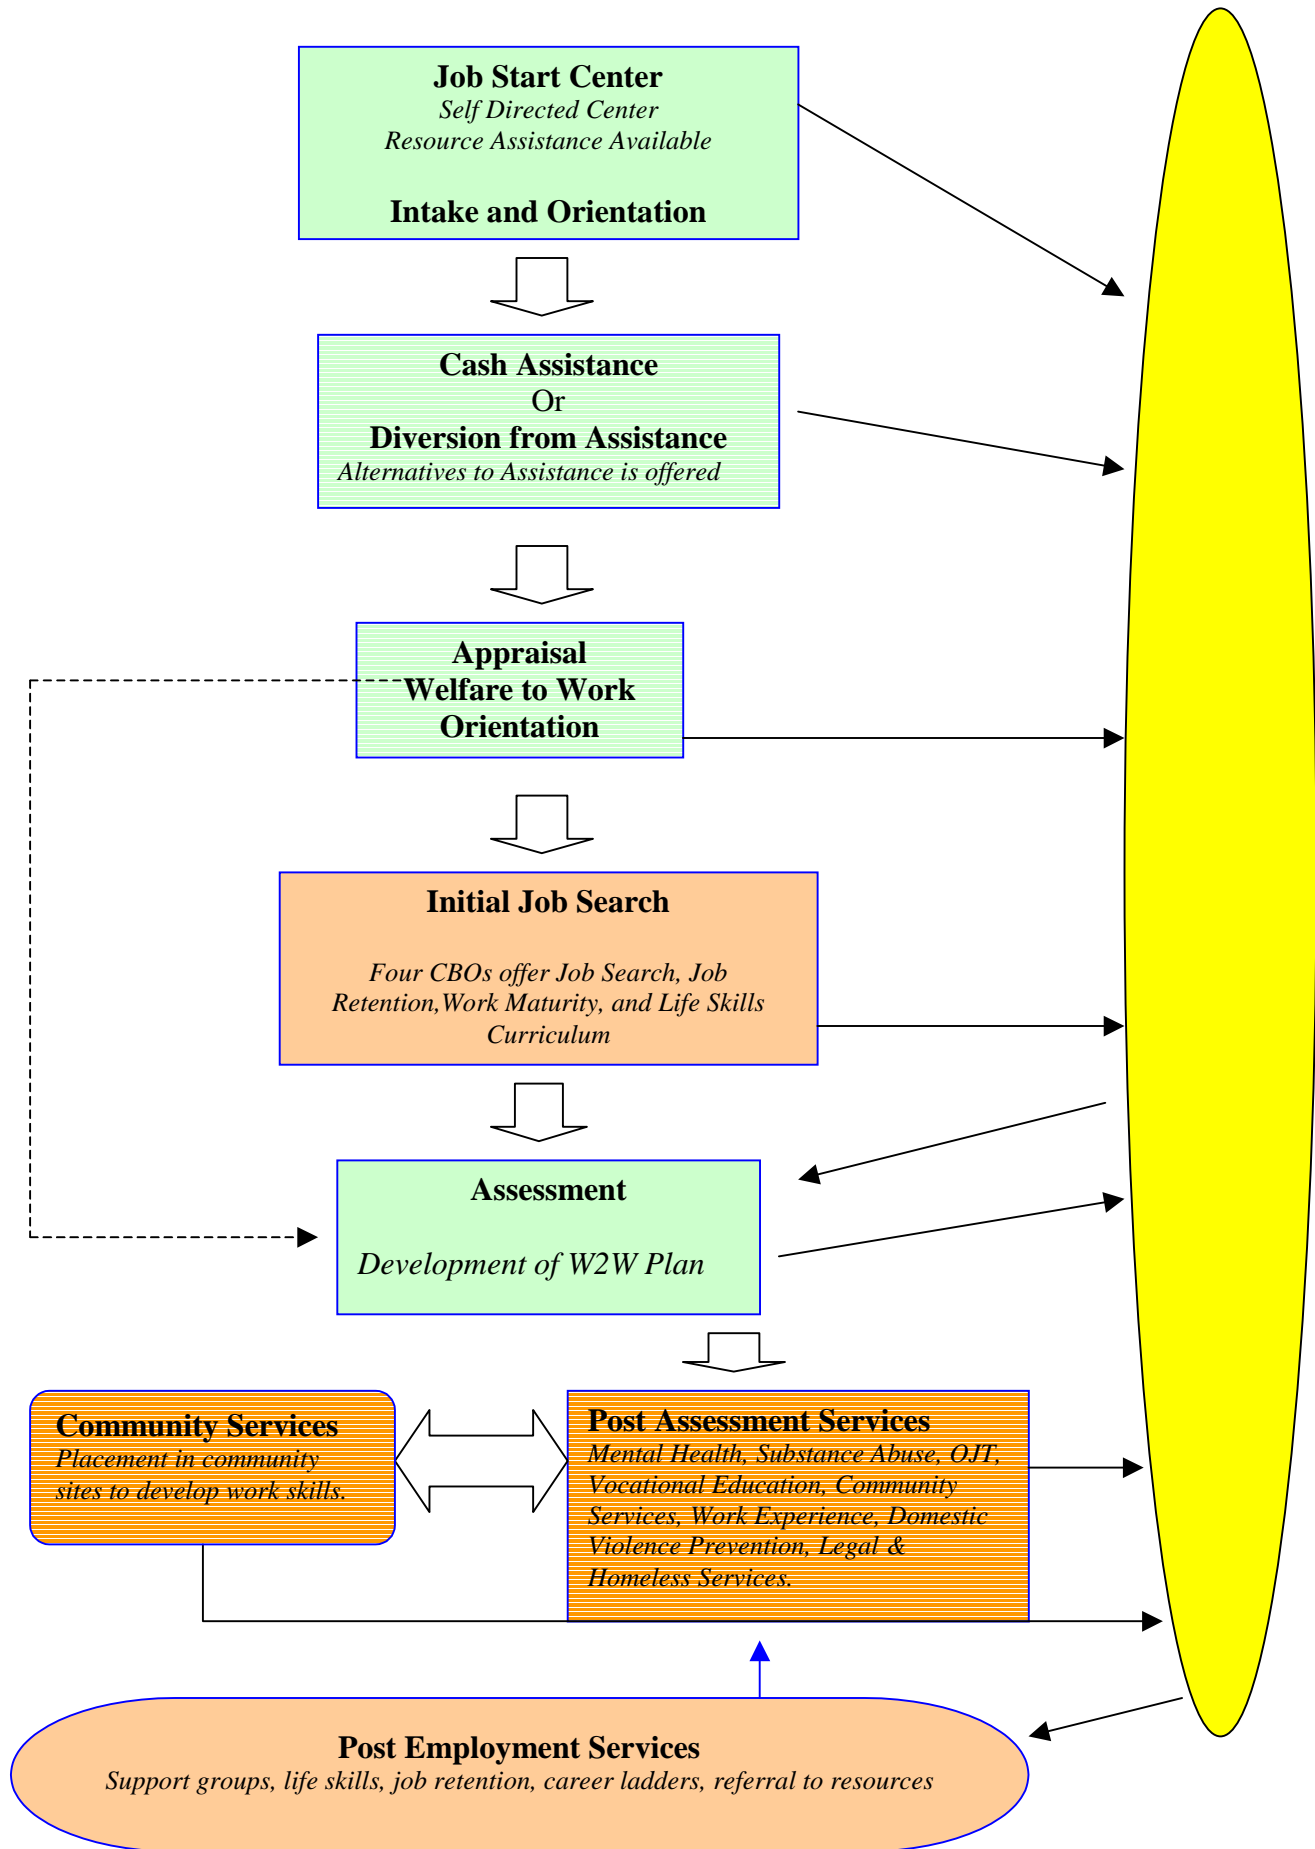 Job Start Center
Self Directed Center
Resource Assistance Available
Intake and Orientation
Cash Assistance
Or
Diversion from Assistance
Alternatives to Assistance is offered
Appraisal
Welfare to Work
Orientation
Initial Job Search
Four CBOs offer Job Search, Job
Retention,Work Maturity, and Life Skills
Curriculum
Assessment
Development of W2W Plan
Community Services
Placement in community
sites to develop work skills.
Post Assessment Services
Mental Health, Substance Abuse, OJT,
Vocational Education, Community
Services, Work Experience, Domestic
Violence Prevention, Legal &
Homeless Services.
Post Employment Services
Support groups, life skills, job retention, career ladders, referral to resources